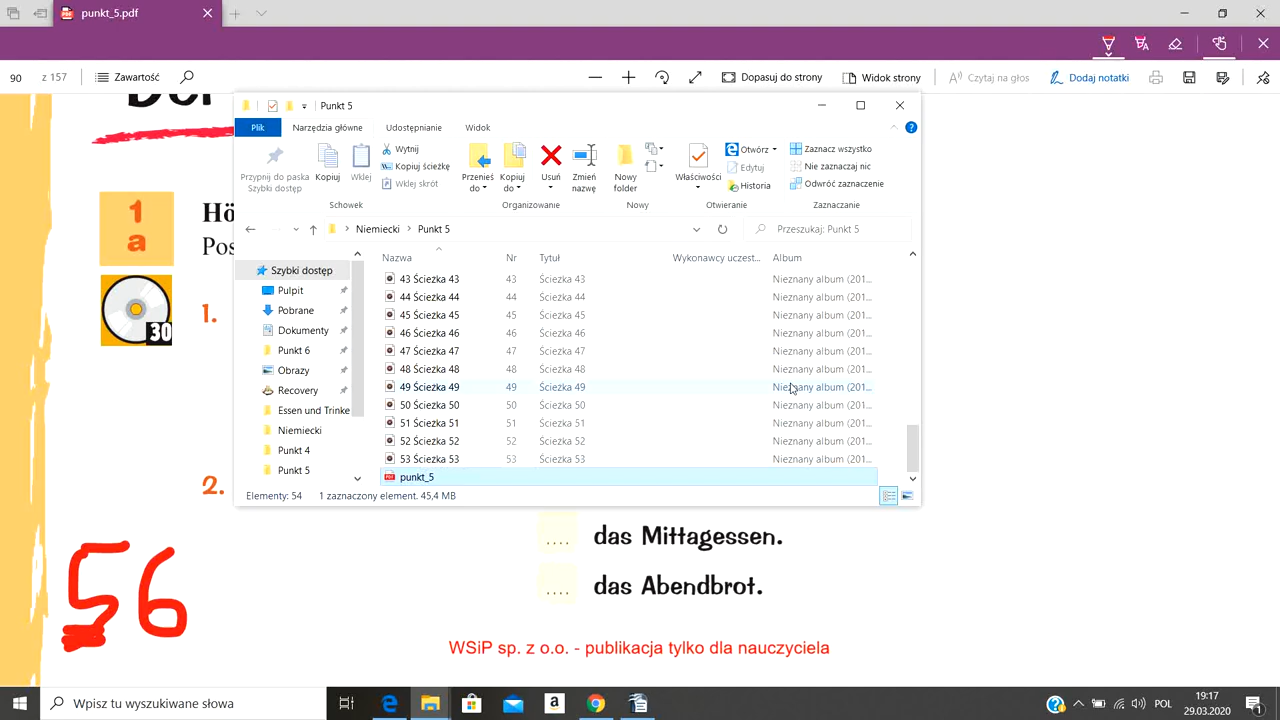 punkt_5.pdf
90 z 157 Zawartość Dopasuj do strony Widok strony Czytaj na głos Dodaj notatki
Punkt 5
Plik Narzędzia główne Udostępnianie Widok
Przypnij do paska Szybki dostęp
Kopiuj
Wklej
Wytnij
Kopiuj ścieżkę
Wklej skrót
Przenieś do
Kopiuj do
Usuń
Zmień nazwę
Nowy folder
Właściwości
Otwórz
Edytuj
Historia
Zaznacz wszystko
Nie zaznaczaj nic
Odwróć zaznaczenie
Schowek Organizowanie Nowy Otwieranie Zaznaczanie
Niemiecki Punkt 5 Przeszukaj: Punkt 5
Nazwa Nr Tytuł Wykonawcy uczest... Album
Szybki dostęp
Pulpit
Pobrane
Dokumenty
Punkt 6
Obrazy
Recovery
Essen und Trinke
Niemiecki
Punkt 4
Punkt 5
43 Ścieżka 43 43 Ścieżka 43 Nieznany album (201...
44 Ścieżka 44 44 Ścieżka 44 Nieznany album (201...
45 Ścieżka 45 45 Ścieżka 45 Nieznany album (201...
46 Ścieżka 46 46 Ścieżka 46 Nieznany album (201...
47 Ścieżka 47 47 Ścieżka 47 Nieznany album (201...
48 Ścieżka 48 48 Ścieżka 48 Nieznany album (201...
49 Ścieżka 49 49 Ścieżka 49 Nieznany album (201...
50 Ścieżka 50 50 Ścieżka 50 Nieznany album (201...
51 Ścieżka 51 51 Ścieżka 51 Nieznany album (201...
52 Ścieżka 52 52 Ścieżka 52 Nieznany album (201...
53 Ścieżka 53 53 Ścieżka 53 Nieznany album (201...
punkt_5
Elementy: 54 1 zaznaczony element. 45,4 MB
1
a
Hö
Pos
30
1.
2.
.... das Mittagessen.
.... das Abendbrot.
56
WSiP sp. z o.o. - publikacja tylko dla nauczyciela
Wpisz tu wyszukiwane słowa
POL
19:17
29.03.2020